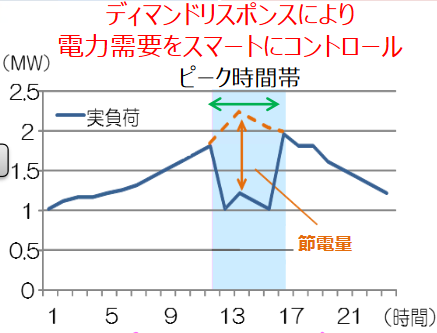 ディマンドリスポンスにより
電力需要をスマートにコントロール
(MW)
ピーク時間帯
2.5
実負荷
2
1.5
1
節電量
0.5
0
1 5 9 13 17 21 (時間)